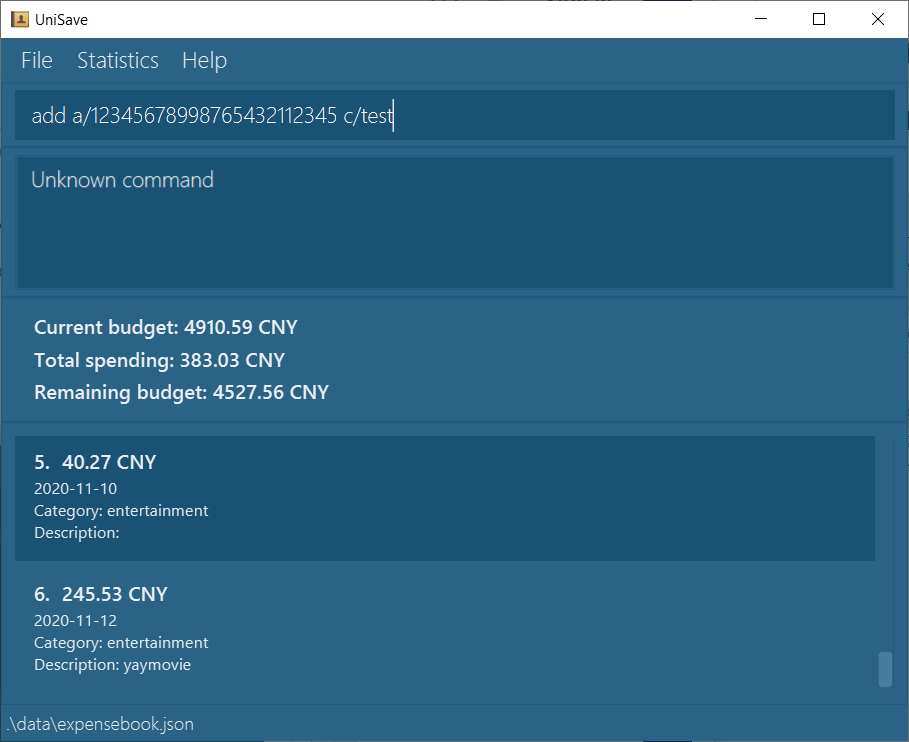 UniSave
File Statistics Help
add a/12345678998765432112345 c/test
Unknown command
Current budget: 4910.59 CNY
Total spending: 383.03 CNY
Remaining budget: 4527.56 CNY
5. 40.27 CNY
2020-11-10
Category: entertainment
Description:
6. 245.53 CNY
2020-11-12
Category: entertainment
Description: yaymovie
.\data\expensebook.json